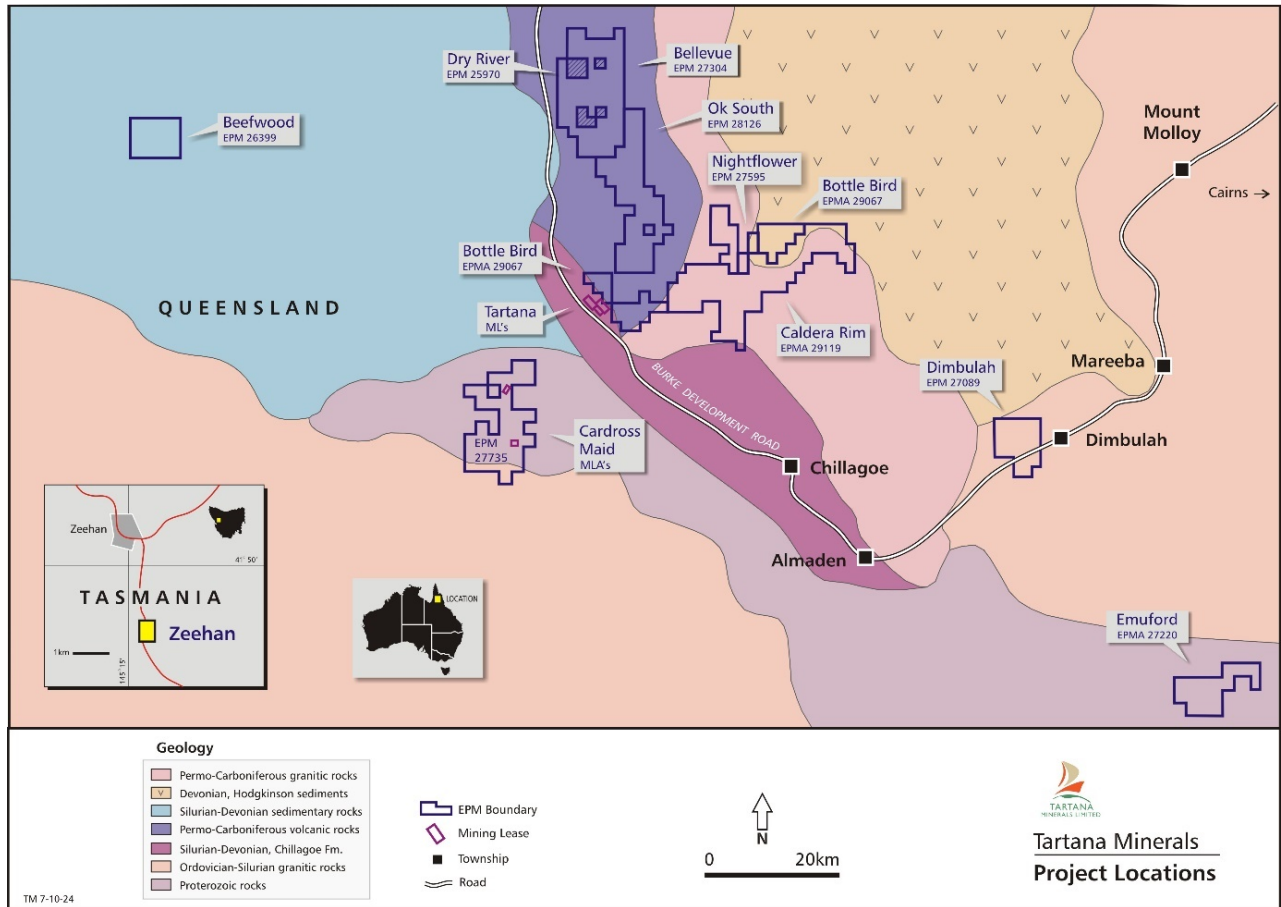 Dry River
EPM 25970
Bellevue
EPM 27304
Beefwood
EPM 26399
Ok South
EPM 28126
Mount
Molloy
Nightflower
EPM 27595
Bottle Bird
EPMA 29067
Cairns →
Bottle Bird
EPMA 29067
QUEENSLAND
Tartana
ML's
Caldera Rim
EPMA 29119
Mareeba
Dimbulah
EPM 27089
BURKE DEVELOPMENT ROAD
Cardross
Maid
MLA's
EPM
27735
Dimbulah
Chillagoe
Almaden
Zeehan
41° 50'
TASMANIA
Zeehan
1km
145° 15'
LOCATION
Emuford
EPMA 27220
Geology
Permo-Carboniferous granitic rocks
V Devonian, Hodgkinson sediments
Silurian-Devonian sedimentary rocks
Permo-Carboniferous volcanic rocks
Silurian-Devonian, Chillagoe Fm.
Ordovician-Silurian granitic rocks
Proterozoic rocks
EPM Boundary
Mining Lease
Township
Road
N
0 20km
TARTANA
MINERALS LIMITED
Tartana Minerals
Project Locations
TM 7-10-24